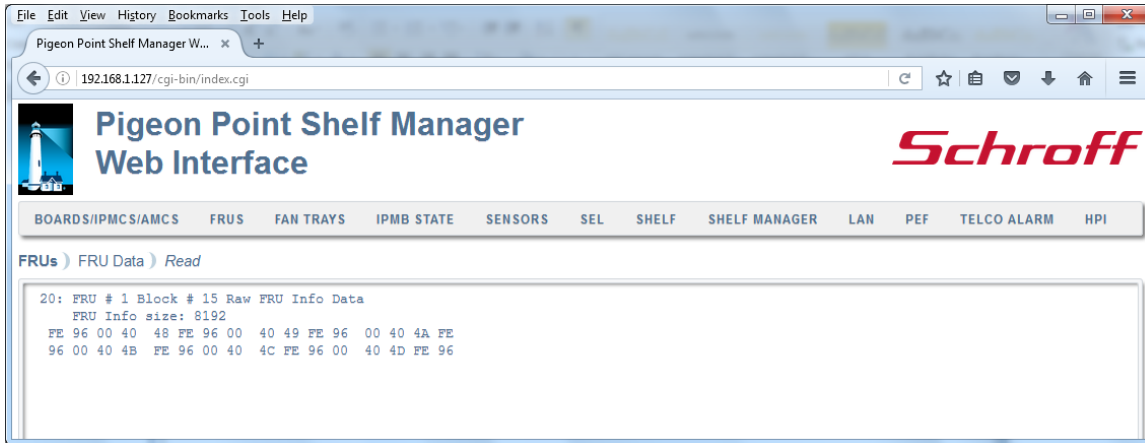 File Edit View History Bookmarks Tools Help
Pigeon Point Shelf Manager W... × +
192.168.1.127/cgi-bin/index.cgi
Pigeon Point Shelf Manager
Web Interface
Schroff
BOARDS/IPMCS/AMCS FRUS FAN TRAYS IPMB STATE SENSORS SEL SHELF SHELF MANAGER LAN PEF TELCO ALARM HPI
FRUs ) FRU Data ) Read
20: FRU # 1 Block # 15 Raw FRU Info Data
FRU Info size: 8192
FE 96 00 40 48 FE 96 00 40 49 FE 96 00 40 4A FE
96 00 40 4B FE 96 00 40 4C FE 96 00 40 4D FE 96